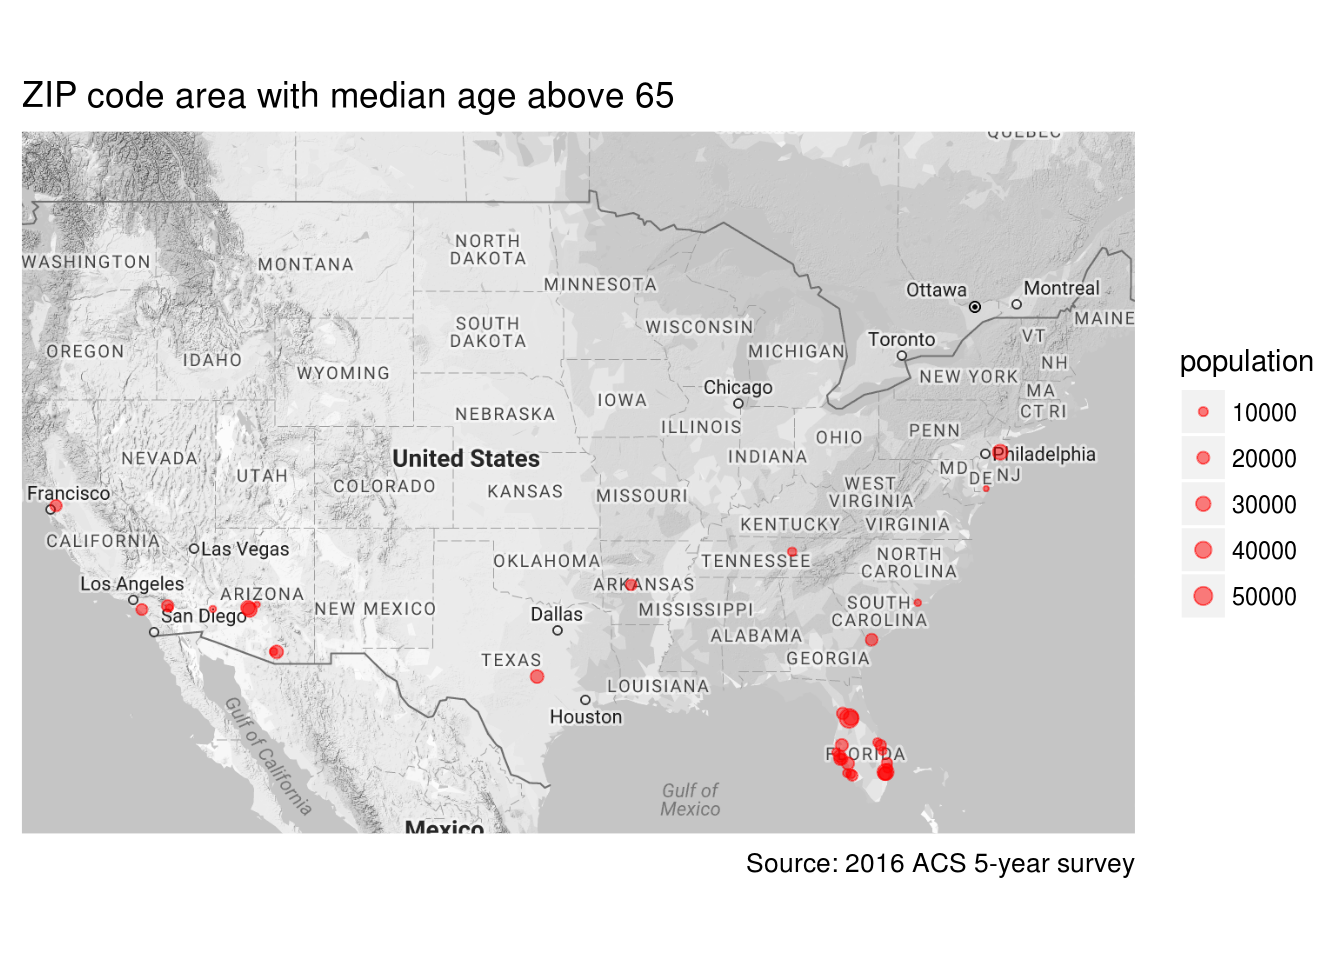 ZIP code area with median age above 65
QUEBEC
WASHINGTON
MONTANA
NORTH
DAKOTA
MINNESOTA
Ottawa
Montreal
MAINE
SOUTH
DAKOTA
WISCONSIN
MICHIGAN
Toronto
VT
NH
OREGON
IDAHO
WYOMING
NEW YORK
MA
CT RI
Chicago
IOWA
NEBRASKA
ILLINOIS
OHIO
PENN
NEVADA
UTAH
United States
COLORADO
KANSAS
MISSOURI
INDIANA
Philadelphia
MD
DE
NJ
WEST
VIRGINIA
Francisco
CALIFORNIA
Las Vegas
OKLAHOMA
KENTUCKY
VIRGINIA
TENNESSEE
NORTH
CAROLINA
Los Angeles
ARIZONA
NEW MEXICO
ARKANSAS
MISSISSIPPI
SOUTH
CAROLINA
San Diego
Dallas
ALABAMA
GEORGIA
TEXAS
LOUISIANA
Houston
Gulf of California
FLORIDA
Gulf of
Mexico
Mexico
population
10000
20000
30000
40000
50000
Source: 2016 ACS 5-year survey